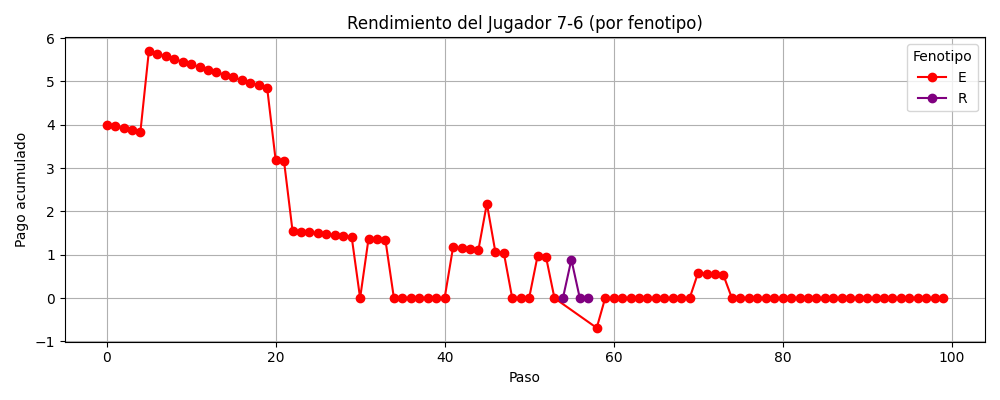 Rendimiento del Jugador 7-6 (por fenotipo)
Pago acumulado
6
5
4
3
2
1
0
−1
0 20 40 60 80 100
Paso
Fenotipo
E
R